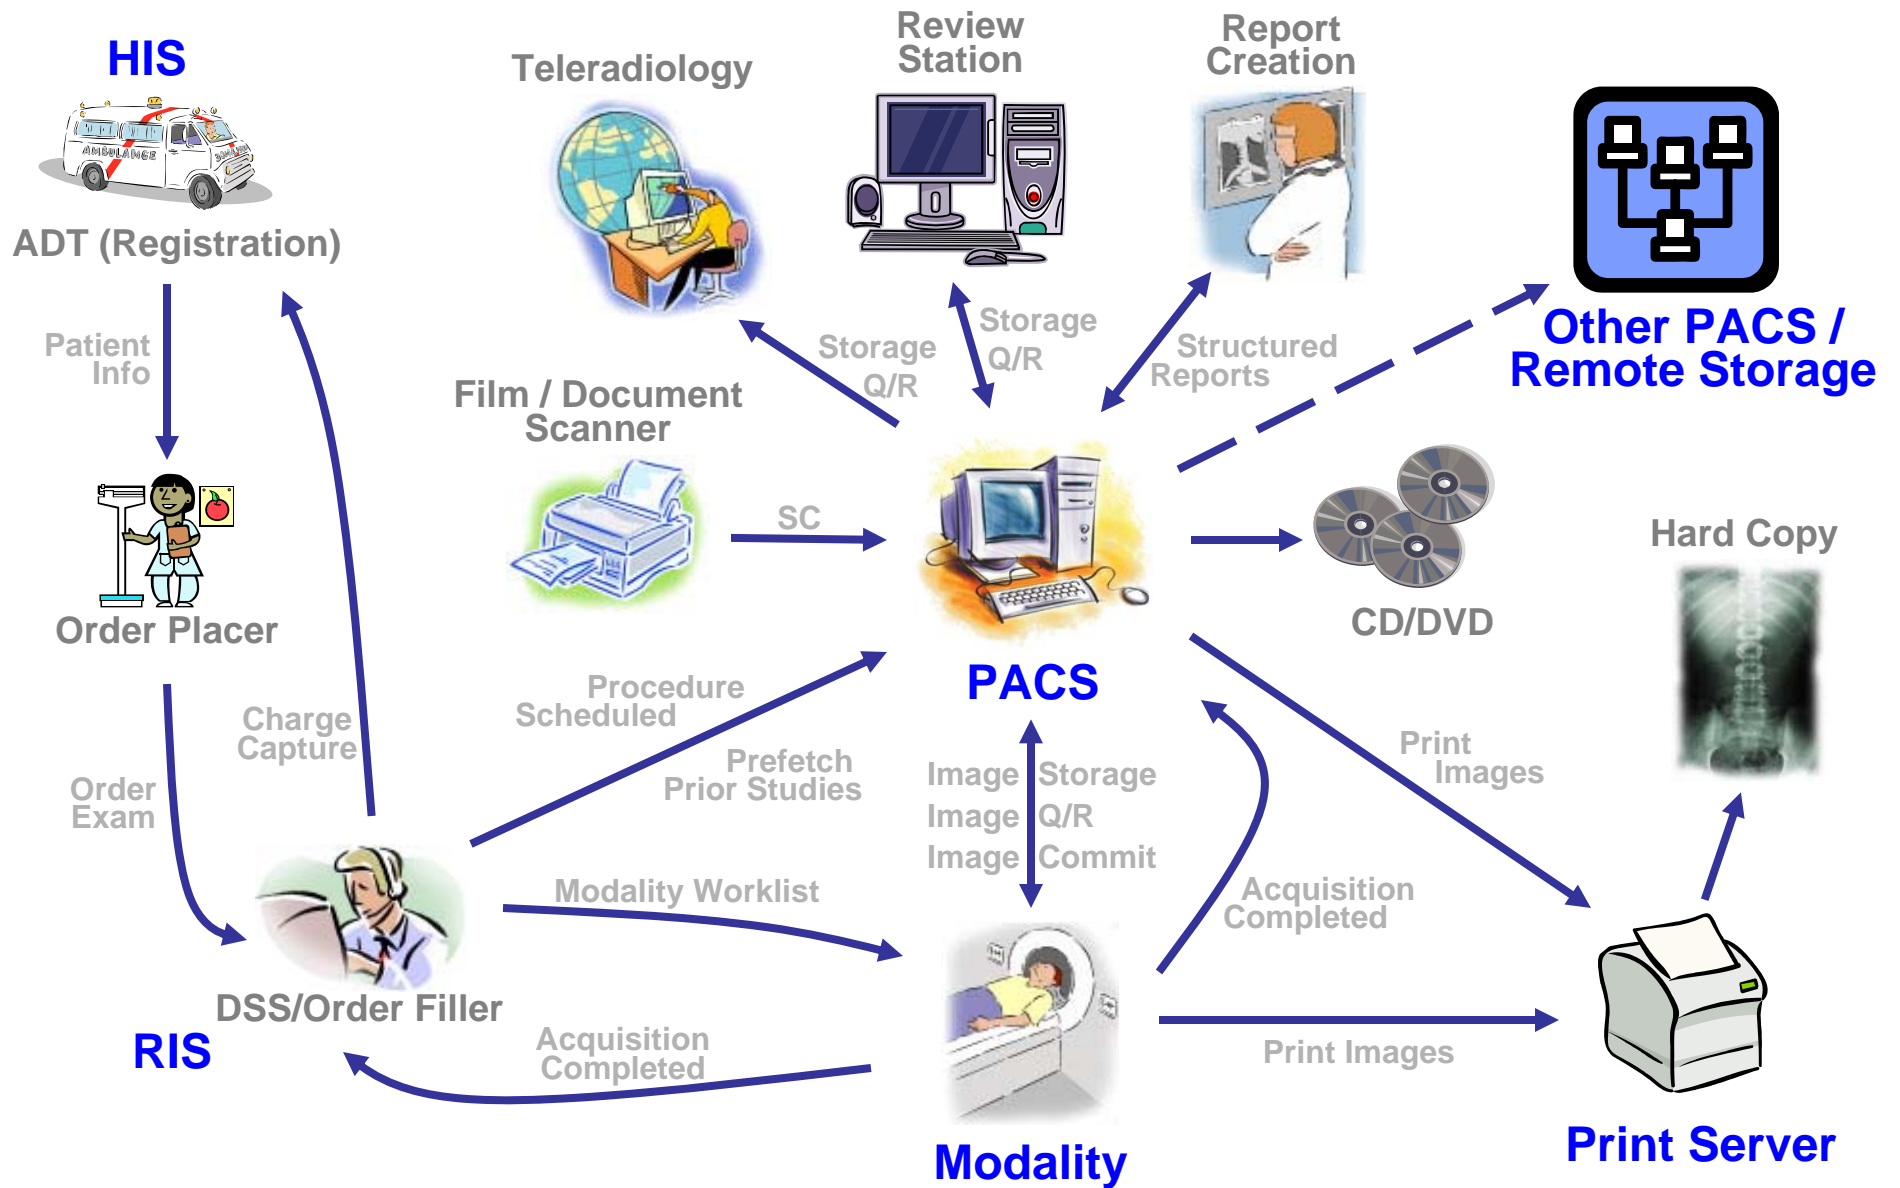 HIS
AMBULANCE
ADT (Registration)
Patient
Info
Order Placer
Order
Exam
Charge
Capture
DSS/Order Filler
RIS
Teleradiology
Storage
Q/R
Review
Station
Storage
Q/R
Report
Creation
Structured
Reports
Other PACS /
Remote Storage
Film / Document
Scanner
SC
PACS
CD/DVD
Hard Copy
Procedure
Scheduled
Prefetch
Prior Studies
Image Storage
Image Q/R
Image Commit
Print
Images
Modality Worklist
Acquisition
Completed
Acquisition
Completed
Print Images
Modality
Print Server